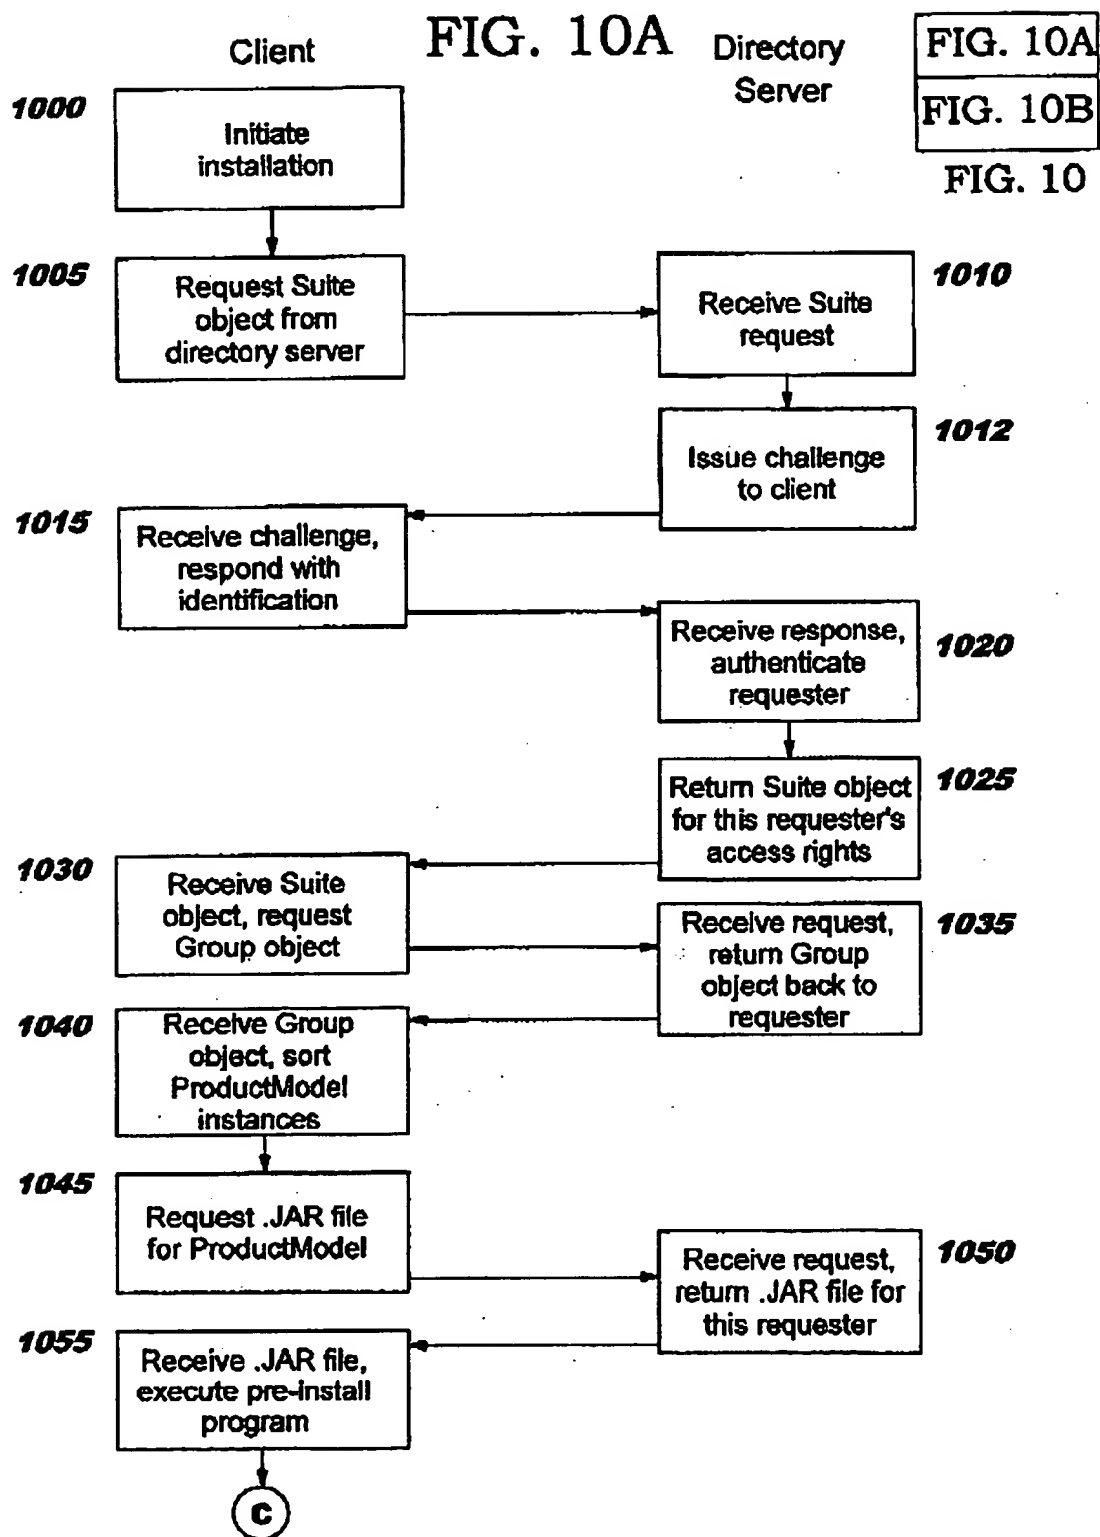 FIG. 10A
Client
Directory
Server
FIG. 10A
FIG. 10B
FIG. 10
1000
Initiate
installation
1005
Request Suite
object from
directory server
1010
Receive Suite
request
1012
Issue challenge
to client
1015
Receive challenge,
respond with
identification
1020
Receive response,
authenticate
requester
1025
Return Suite object
for this requester's
access rights
1030
Receive Suite
object, request
Group object
1035
Receive request,
return Group
object back to
requester
1040
Receive Group
object, sort
ProductModel
instances
1045
Request .JAR file
for ProductModel
1050
Receive request,
return .JAR file for
this requester
1055
Receive .JAR file,
execute pre-install
program
C